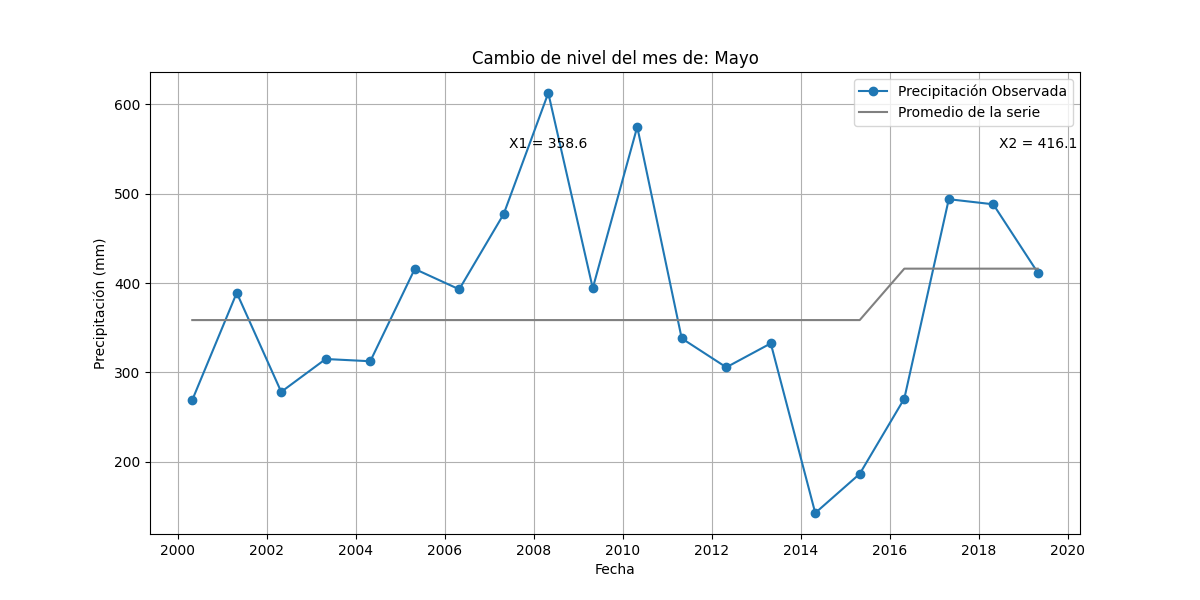 Cambio de nivel del mes de: Mayo
Precipitación Observada
Promedio de la serie
X1 = 358.6
X2 = 416.1
Precipitación (mm)
600
500
400
300
200
2000 2002 2004 2006 2008 2010 2012 2014 2016 2018 2020
Fecha